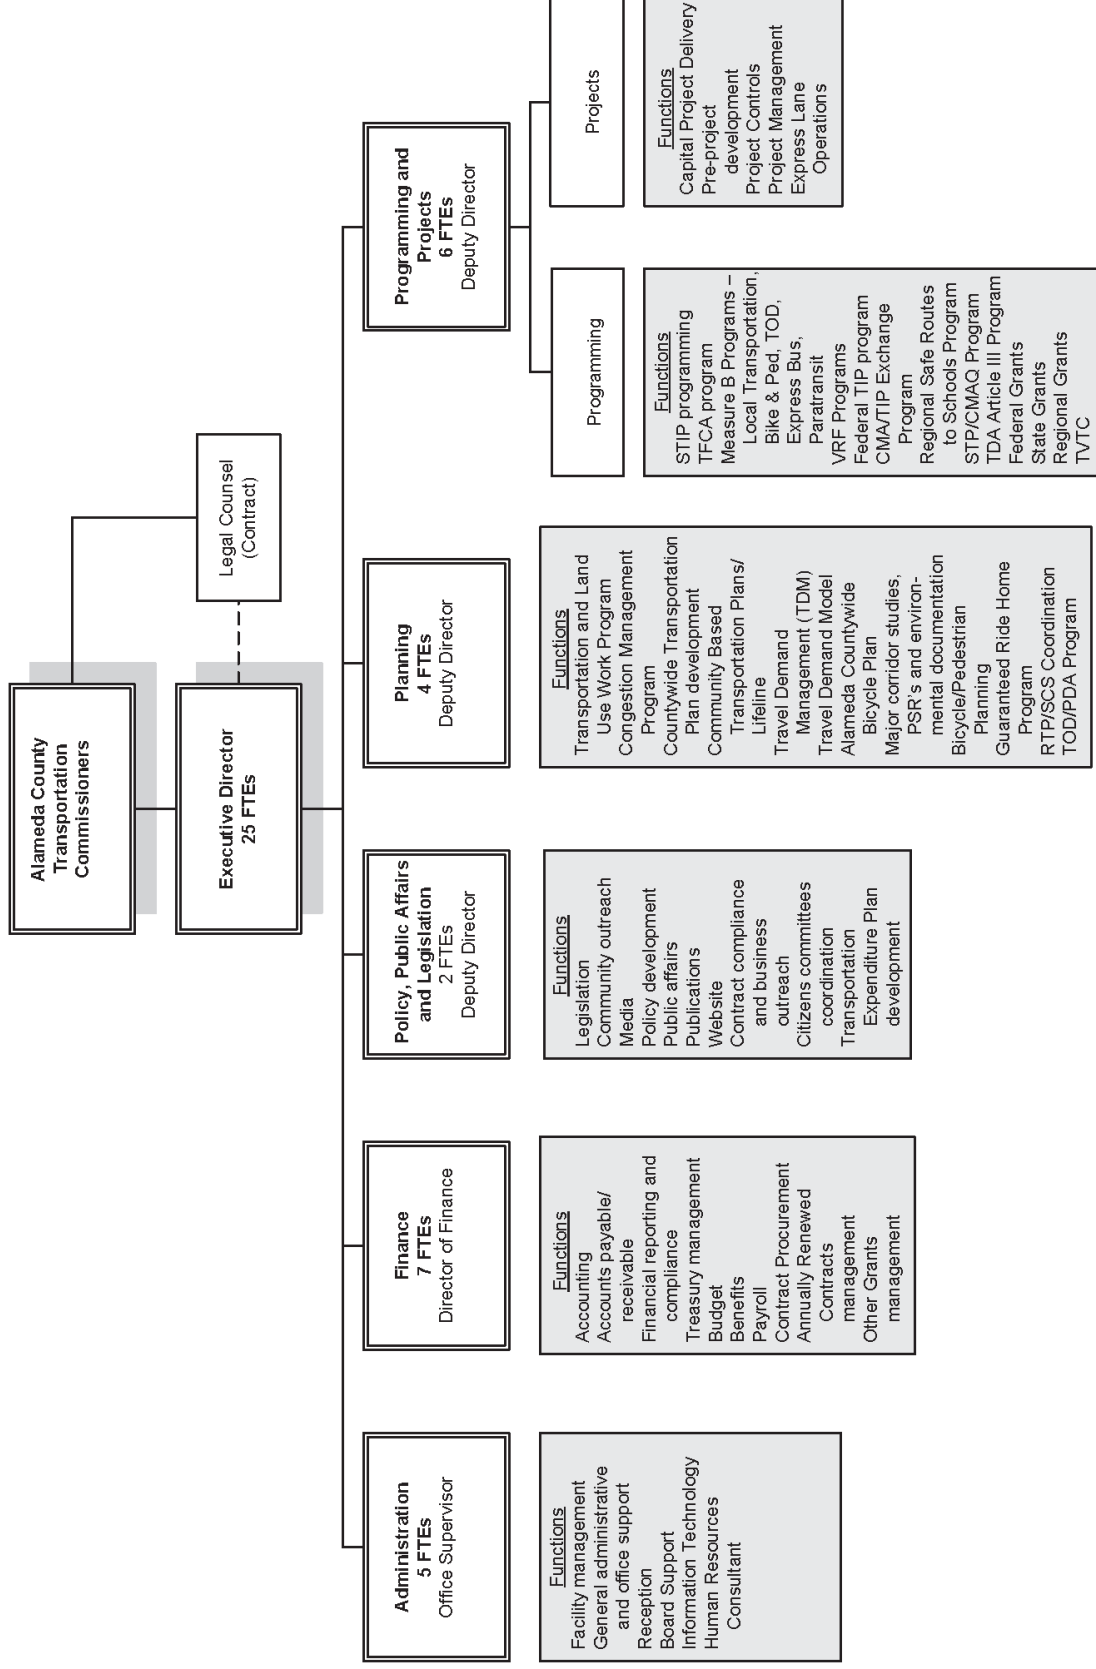 Alameda County
Transportation
Commissioners
Executive Director
25 FTEs
Legal Counsel
(Contract)
Administration
5 FTEs
Office Supervisor
Functions
Facility management
General administrative
and office support
Reception
Board Support
Information Technology
Human Resources
Consultant
Finance
7 FTEs
Director of Finance
Functions
Accounting
Accounts payable/
receivable
Financial reporting and
compliance
Treasury management
Budget
Benefits
Payroll
Contract Procurement
Annually Renewed
Contracts
management
Other Grants
management
Policy, Public Affairs
and Legislation
2 FTEs
Deputy Director
Functions
Legislation
Community outreach
Media
Policy development
Public affairs
Publications
Website
Contract compliance
and business
outreach
Citizens committees
coordination
Transportation
Expenditure Plan
development
Planning
4 FTEs
Deputy Director
Functions
Transportation and Land
Use Work Program
Congestion Management
Program
Countywide Transportation
Plan development
Community Based
Transportation Plans/
Lifeline
Travel Demand
Management (TDM)
Travel Demand Model
Alameda Countywide
Bicycle Plan
Major corridor studies,
PSR's and environ-
mental documentation
Bicycle/Pedestrian
Planning
Guaranteed Ride Home
Program
RTP/SCS Coordination
TOD/PDA Program
Programming and
Projects
6 FTEs
Deputy Director
Programming
Functions
STIP programming
TFCA program
Measure B Programs –
Local Transportation,
Bike & Ped, TOD,
Express Bus,
Paratransit
VRF Programs
Federal TIP program
CMA/TIP Exchange
Program
Regional Safe Routes
to Schools Program
STP/CMAQ Program
TDA Article III Program
Federal Grants
State Grants
Regional Grants
TVTC
Projects
Functions
Capital Project Delivery
Pre-project
development
Project Controls
Project Management
Express Lane
Operations